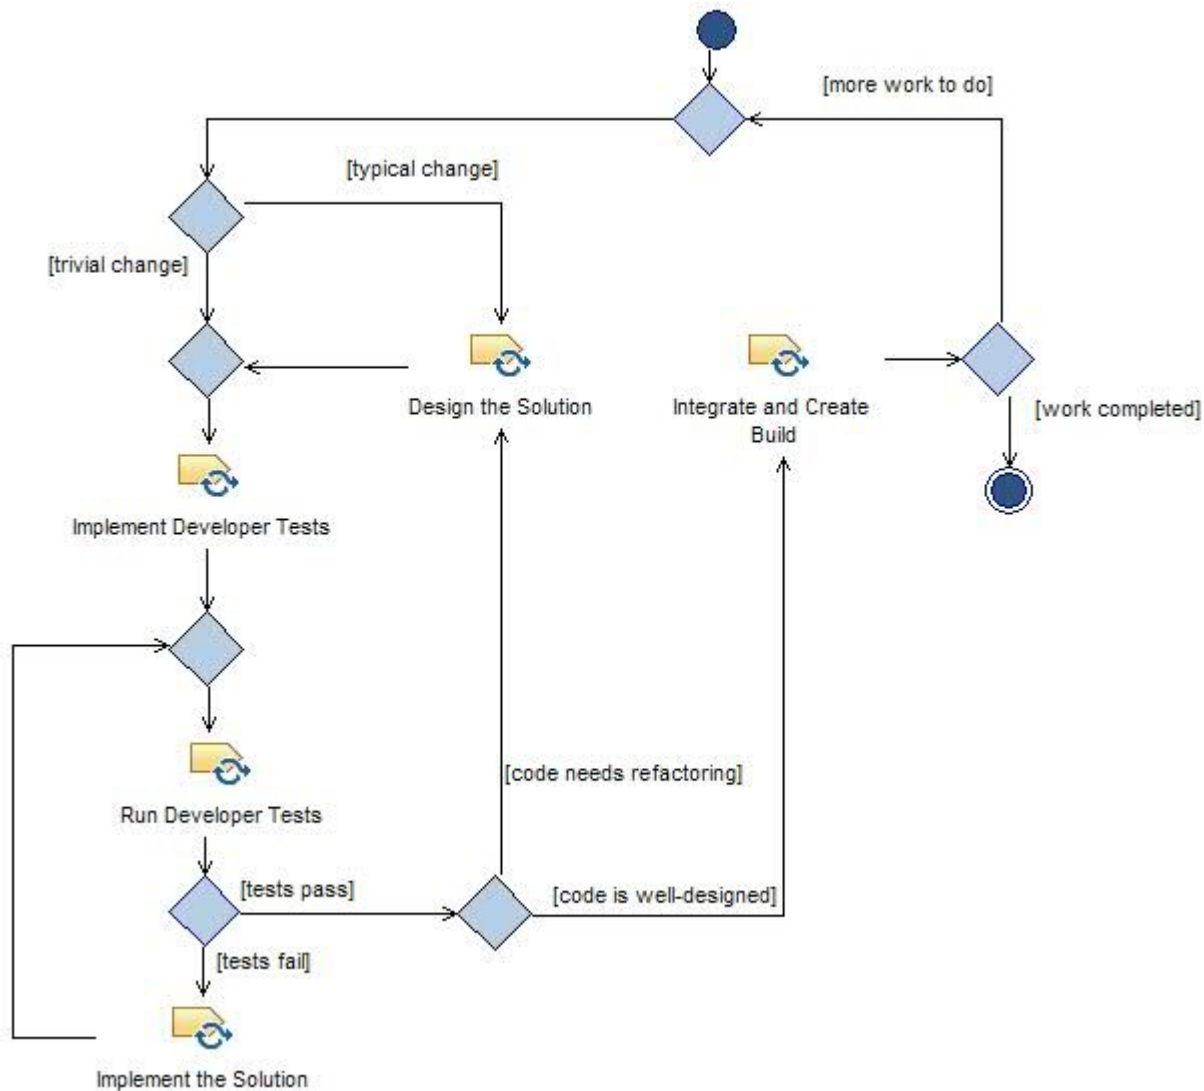 [more work to do]
[typical change]
[trivial change]
Design the Solution
Integrate and Create
Build
[work completed]
Implement Developer Tests
[code needs refactoring]
Run Developer Tests
[tests pass]
[code is well-designed]
[tests fail]
Implement the Solution